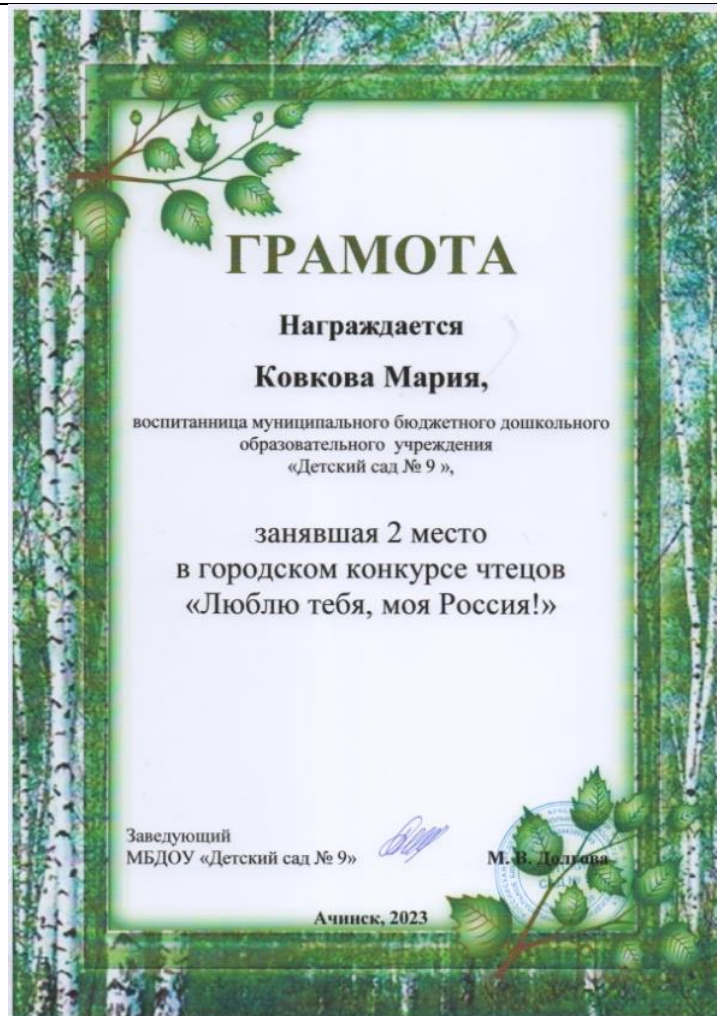 ГРАМОТА
Награждается
Ковкова Мария,
воспитанница муниципального бюджетного дошкольного
образовательного учреждения
«Детский сад № 9 »,
занявшая 2 место
в городском конкурсе чтецов
«Люблю тебя, моя Россия!»
Заведующий
МБДОУ «Детский сад № 9» М. В. Долгова
Ачинск, 2023